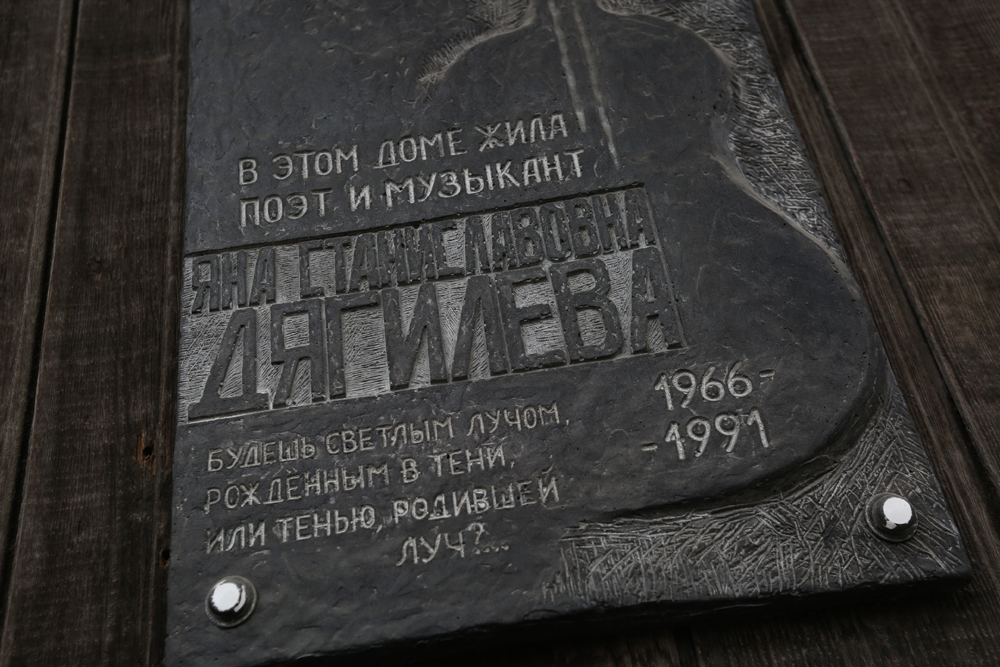 В ЭТОМ ДОМЕ ЖИЛА
ПОЭТ И МУЗЫКАНТ
ЯНА СТАНИСЛАВОВНА
ДЯГИЛЕВА
1966-
-1991
БУДЕШЬ СВЕТЛЫМ ЛУЧОМ,
РОЖДЁННЫМ В ТЕНИ,
ИЛИ ТЕНЬЮ, РОДИВШЕЙ
ЛУЧ?...